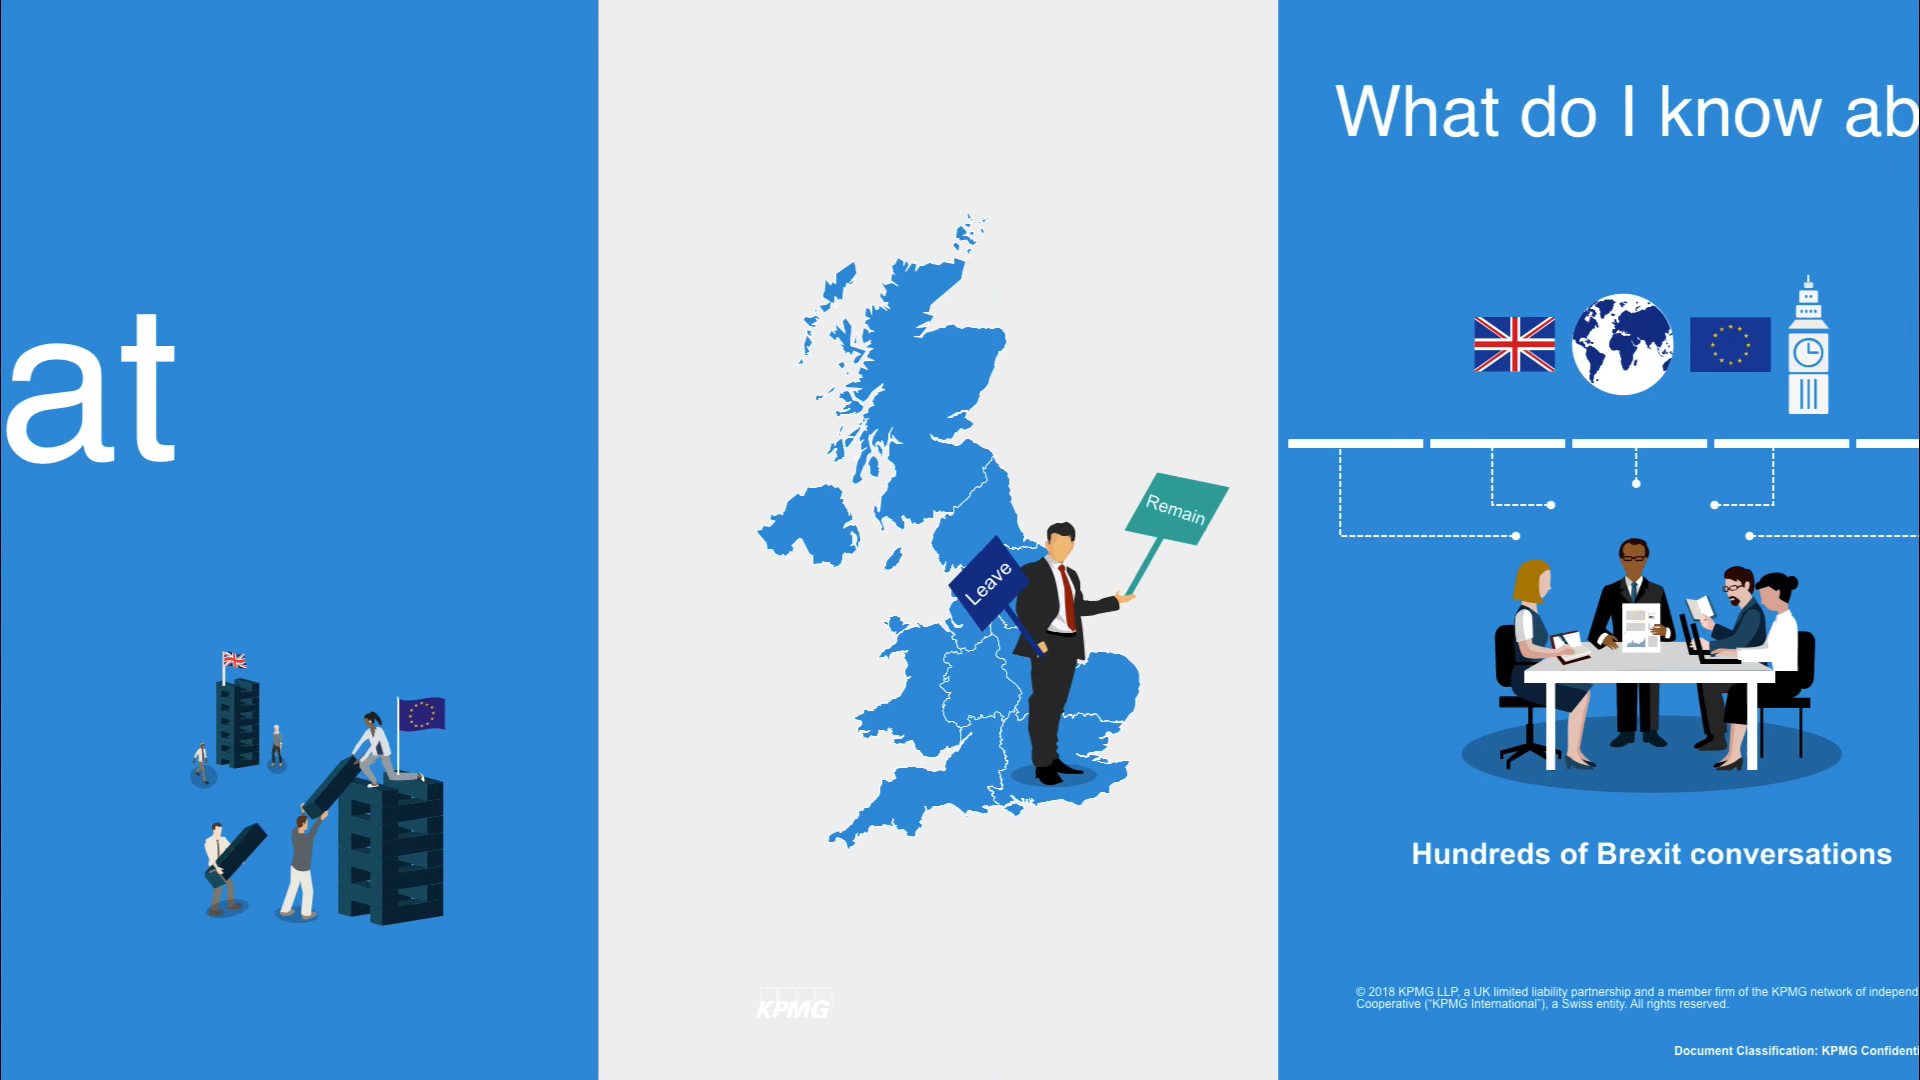 at
Remain
Leave
KPMG
What do I know ab
Hundreds of Brexit conversations
© 2018 KPMG LLP, a UK limited liability partnership and a member firm of the KPMG network of independ
Cooperative ("KPMG International"), a Swiss entity. All rights reserved.
Document Classification: KPMG Confidenti